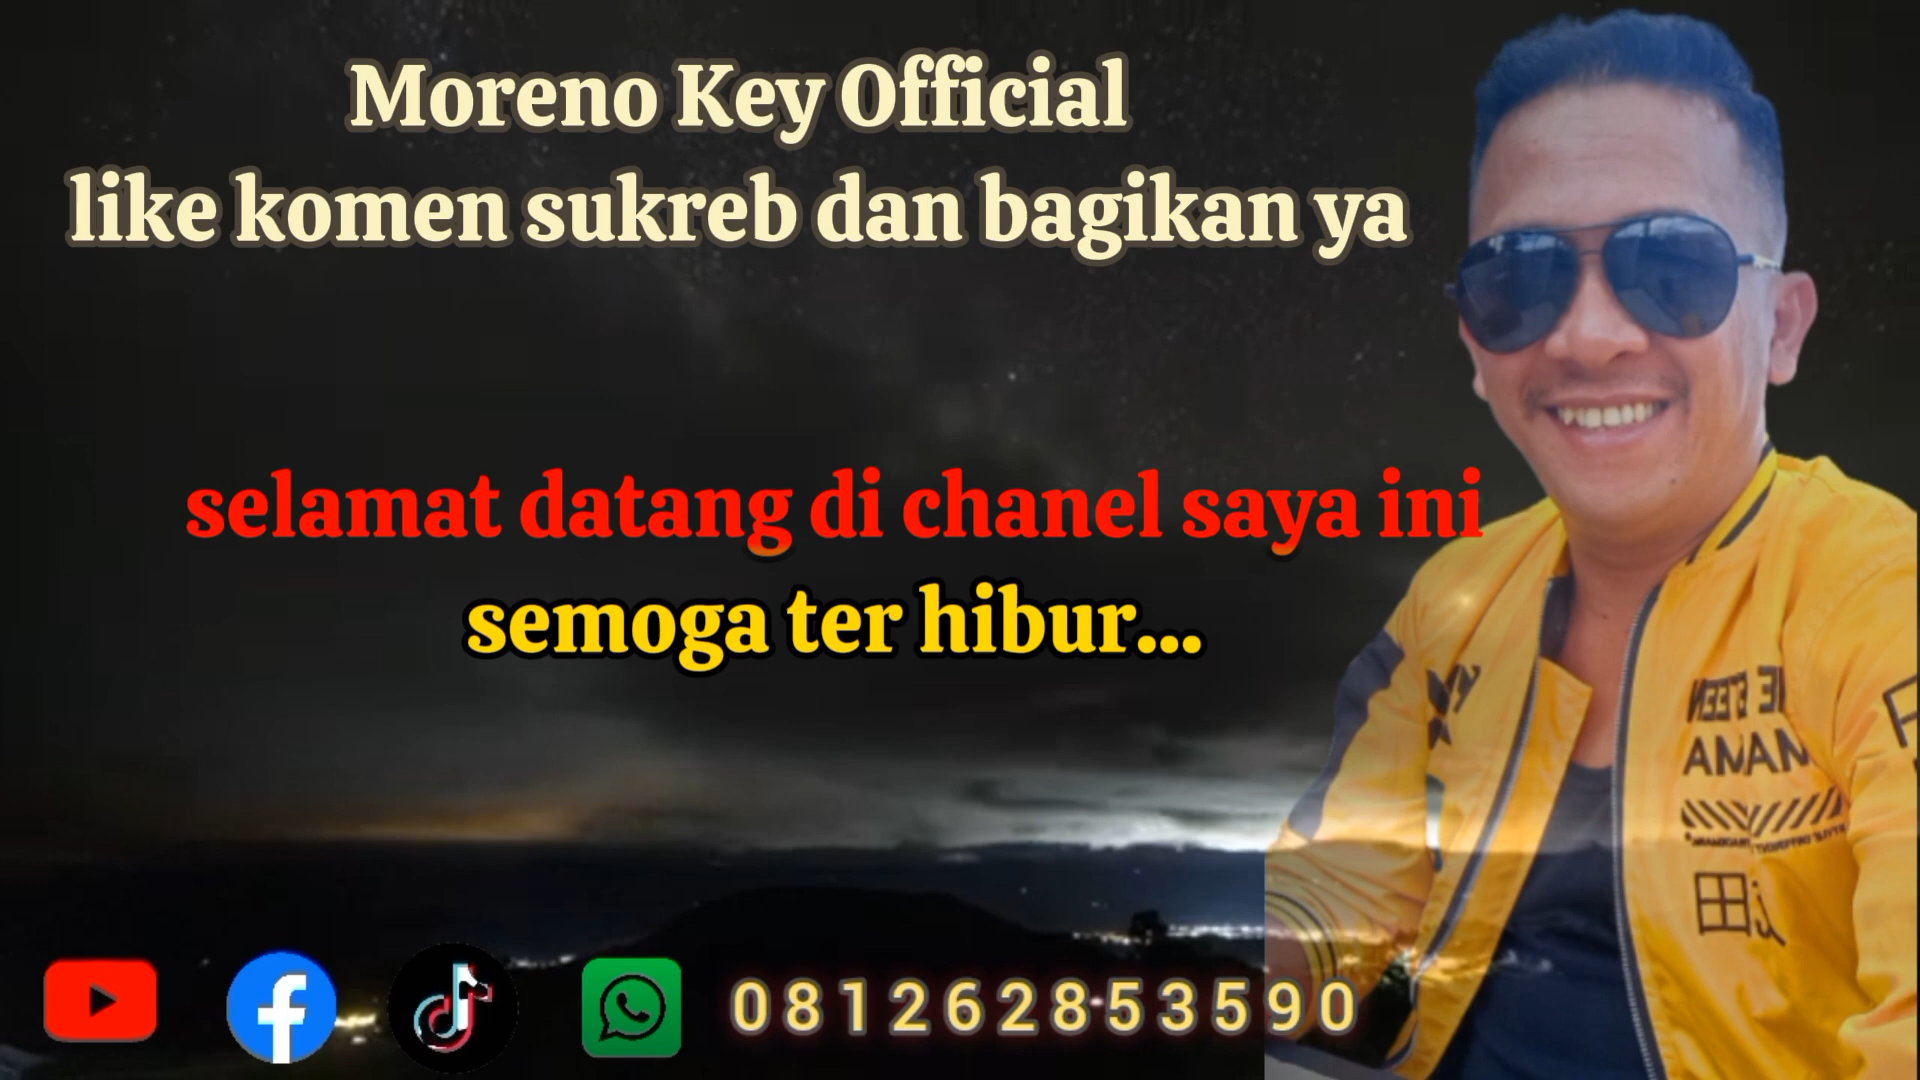 Moreno Key Official
like komen sukreb dan bagikan ya
selamat datang di chanel saya ini
semoga ter hibur...
AMAM
081262853590